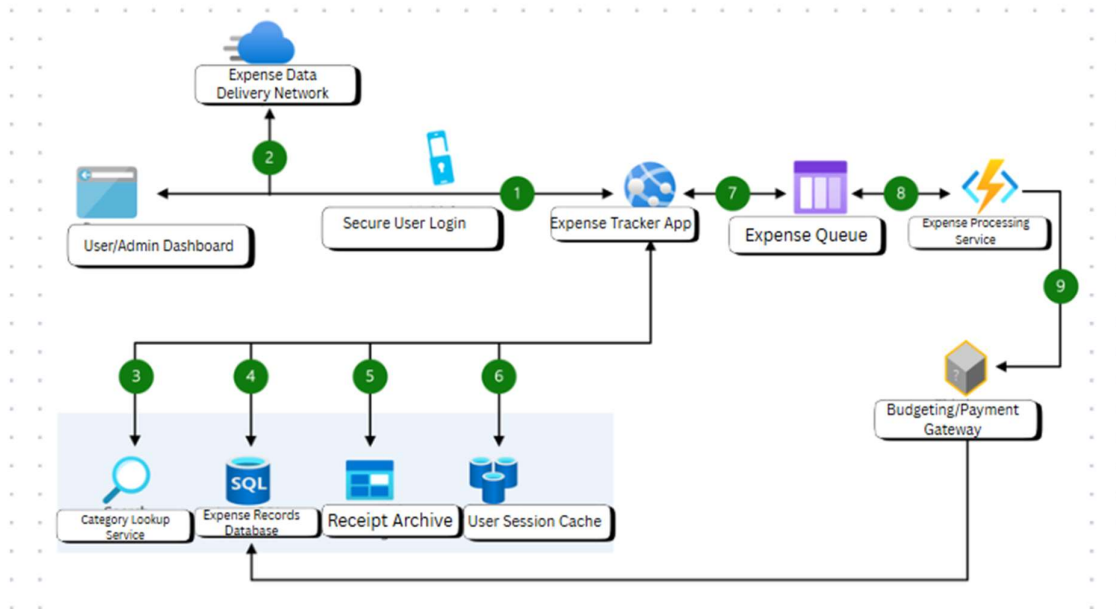 Expense Data
Delivery Network
2
1
7
8
Secure User Login
Expense Tracker App
Expense Queue
Expense Processing
Service
User/Admin Dashboard
9
3
4
5
6
?
Budgeting/Payment
Gateway
SQL
Category Lookup
Service
Expense Records
Database
Receipt Archive
User Session Cache